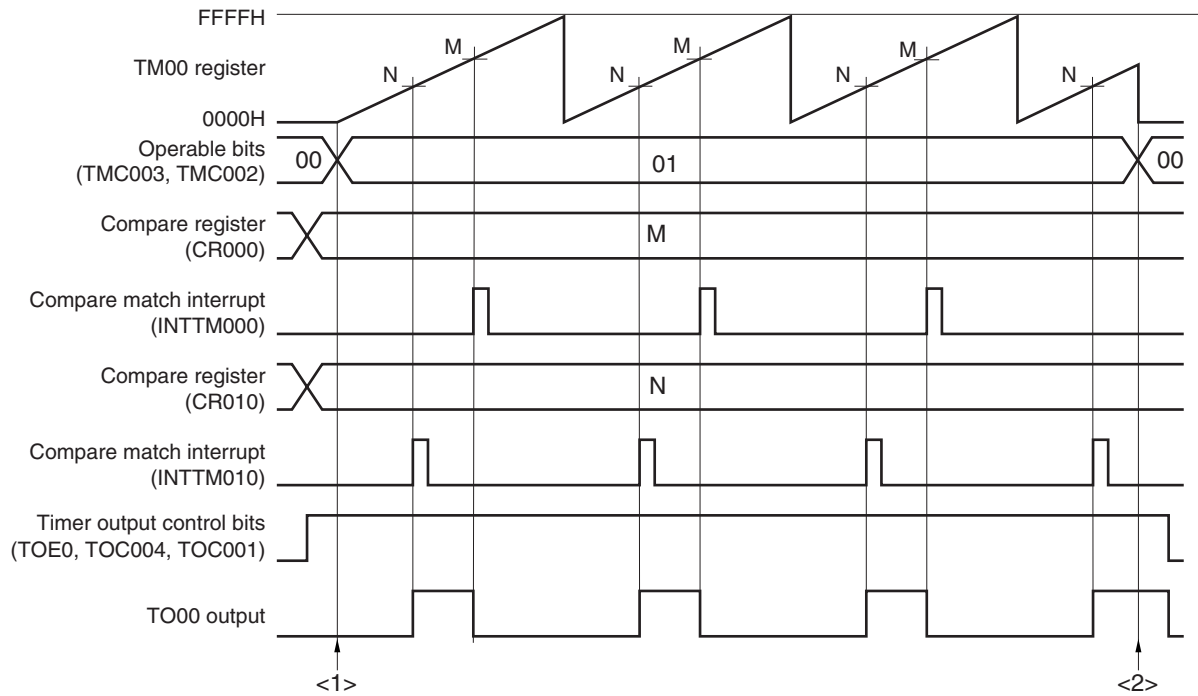 FFFFH
M
M
M
N
N
N
N
TM00 register
0000H
Operable bits
(TMC003, TMC002)
00
01
00
Compare register
(CR000)
M
Compare match interrupt
(INTTM000)
Compare register
(CR010)
N
Compare match interrupt
(INTTM010)
Timer output control bits
(TOE0, TOC004, TOC001)
TO00 output
<1>
<2>